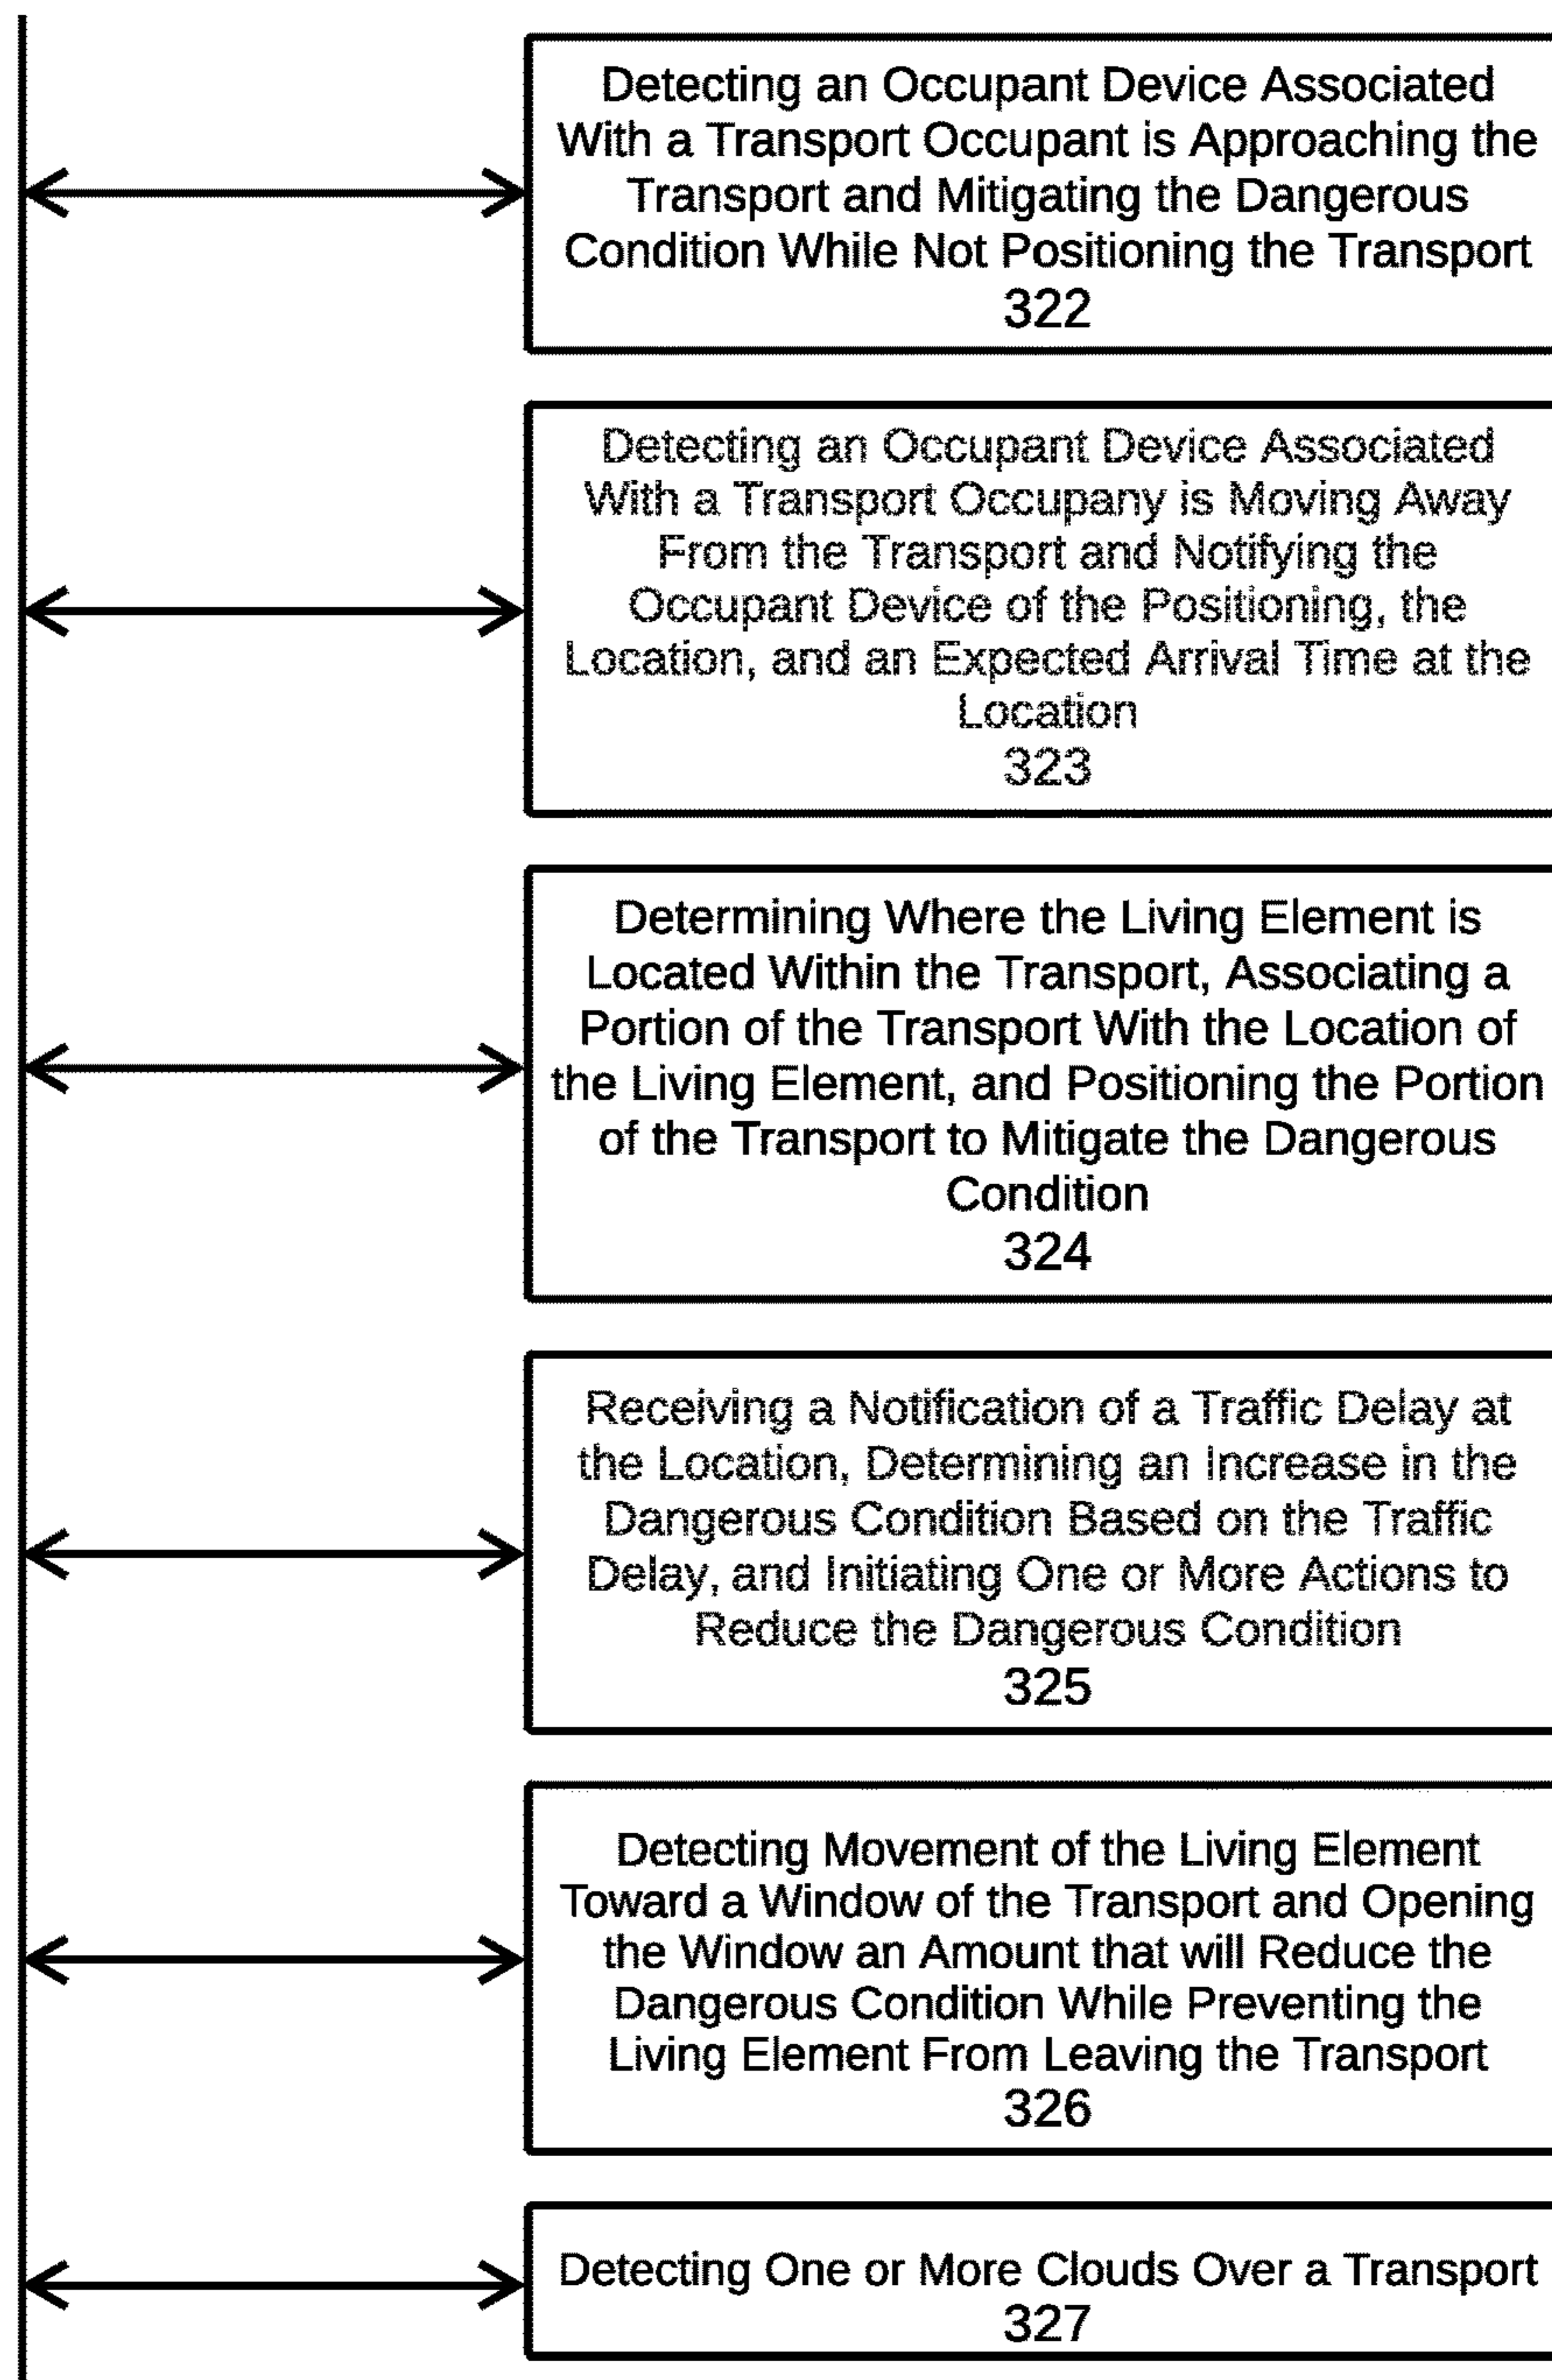 Detecting an Occupant Device Associated
With a Transport Occupant is Approaching the
Transport and Mitigating the Dangerous
Condition While Not Positioning the Transport
322
Detecting an Occupant Device Associated
With a Transport Occupany is Moving Away
From the Transport and Notifying the
Occupant Device of the Positioning, the
Location, and an Expected Arrival Time at the
Location
323
Determining Where the Living Element is
Located Within the Transport, Associating a
Portion of the Transport With the Location of
the Living Element, and Positioning the Portion
of the Transport to Mitigate the Dangerous
Condition
324
Receiving a Notification of a Traffic Delay at
the Location, Determining an Increase in the
Dangerous Condition Based on the Traffic
Delay, and Initiating One or More Actions to
Reduce the Dangerous Condition
325
Detecting Movement of the Living Element
Toward a Window of the Transport and Opening
the Window an Amount that will Reduce the
Dangerous Condition While Preventing the
Living Element From Leaving the Transport
326
Detecting One or More Clouds Over a Transport
327